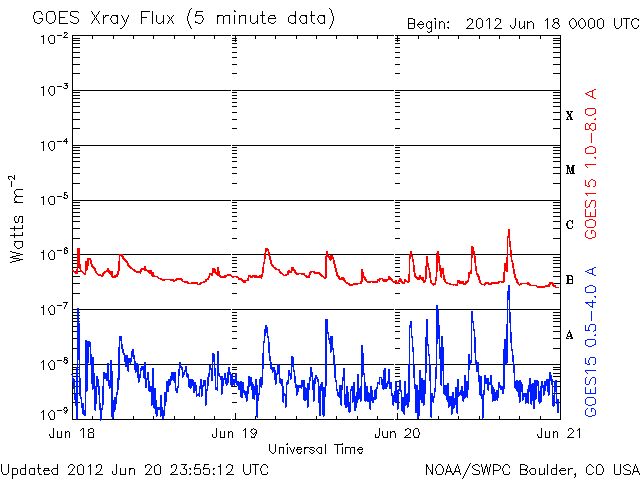 GOES Xray Flux (5 minute data)
Begin: 2012 Jun 18 0000 UTC
10⁻²
10⁻³
10⁻⁴
10⁻⁵
10⁻⁶
10⁻⁷
10⁻⁸
10⁻⁹
Watts m⁻²
X
M
C
B
A
GOES15 1.0-8.0 A
GOES15 0.5-4.0 A
Jun 18
Jun 19
Jun 20
Jun 21
Universal Time
Updated 2012 Jun 20 23:55:12 UTC
NOAA/SWPC Boulder, CO USA